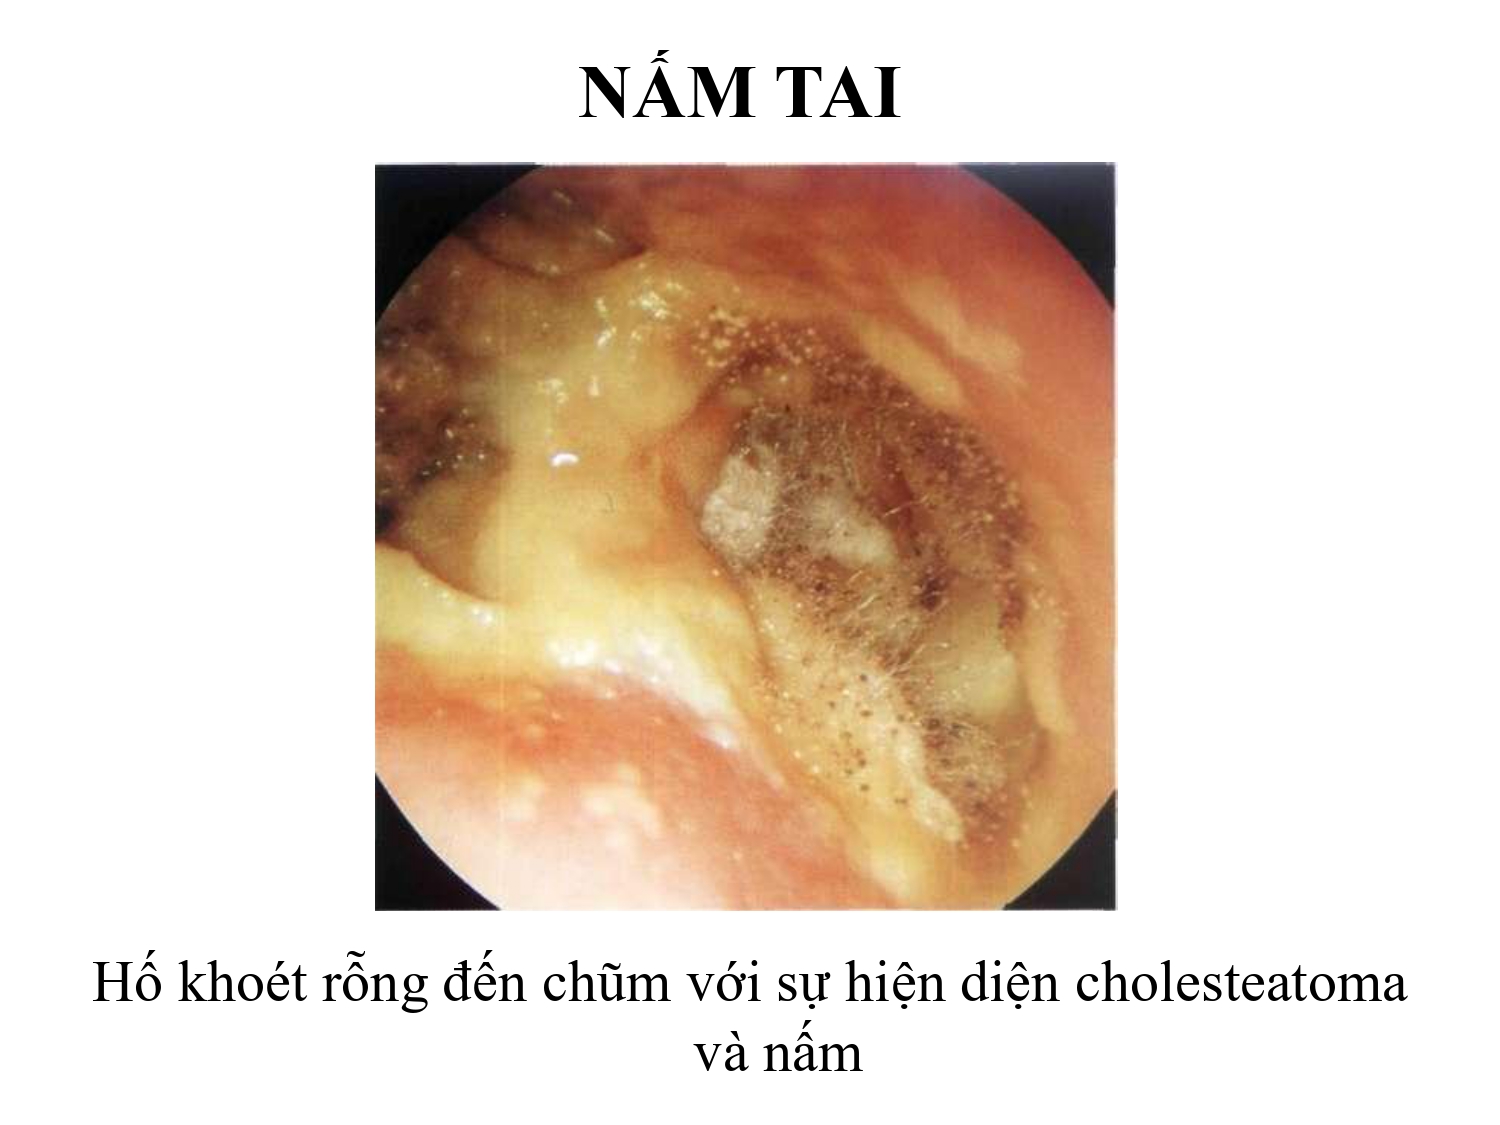 NẤM TAI
Hố khoét rỗng đến chũm với sự hiện diện cholesteatoma
và nấm